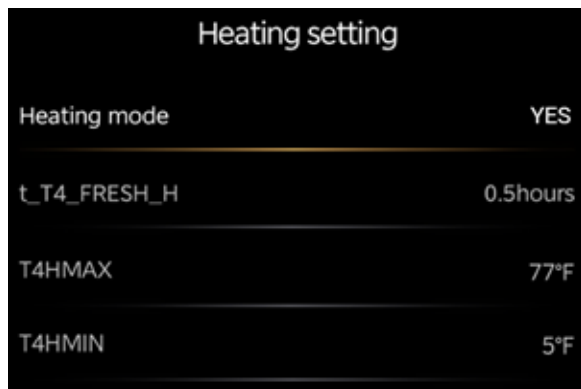 Heating setting
Heating mode YES
t_T4_FRESH_H 0.5hours
T4HMAX 77°F
T4HMIN 5°F